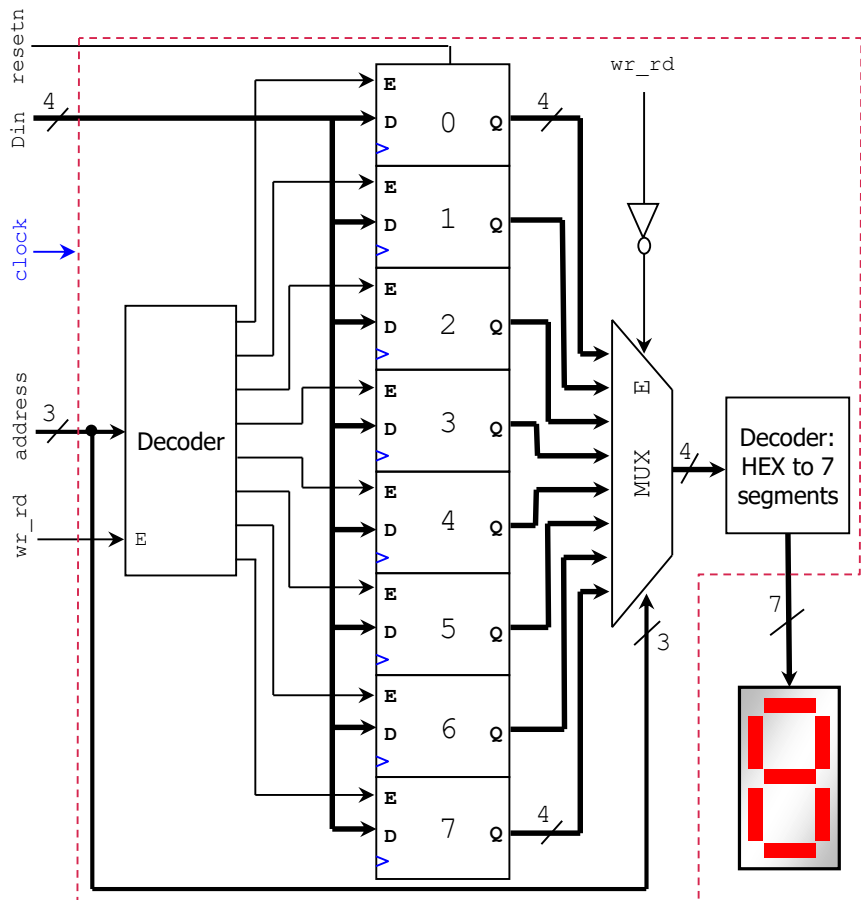 resetn
wr_rd
4
Din
E
D
0
Q
4
>
E
D
1
Q
>
clock
E
D
2
Q
>
address
3
Decoder
wr_rd
E
E
D
3
Q
>
E
D
4
Q
>
E
D
5
Q
>
E
D
6
Q
>
E
D
7
Q
4
>
E
MUX
3
4
Decoder:
HEX to 7
segments
7